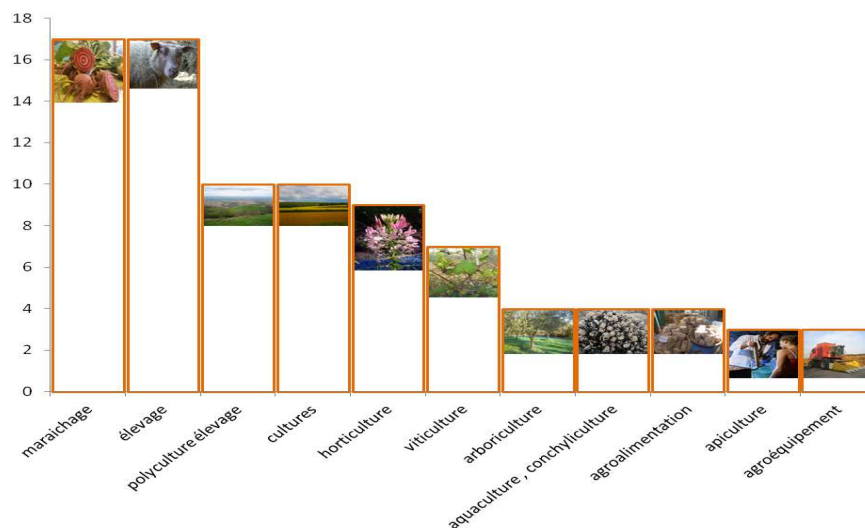 18
16
14
12
10
8
6
4
2
0
maraichage
élevage
polyculture élevage
cultures
horticulture
viticulture
arboriculture
aquaculture , conchyliculture
agroalimentation
apiculture
agroéquipement